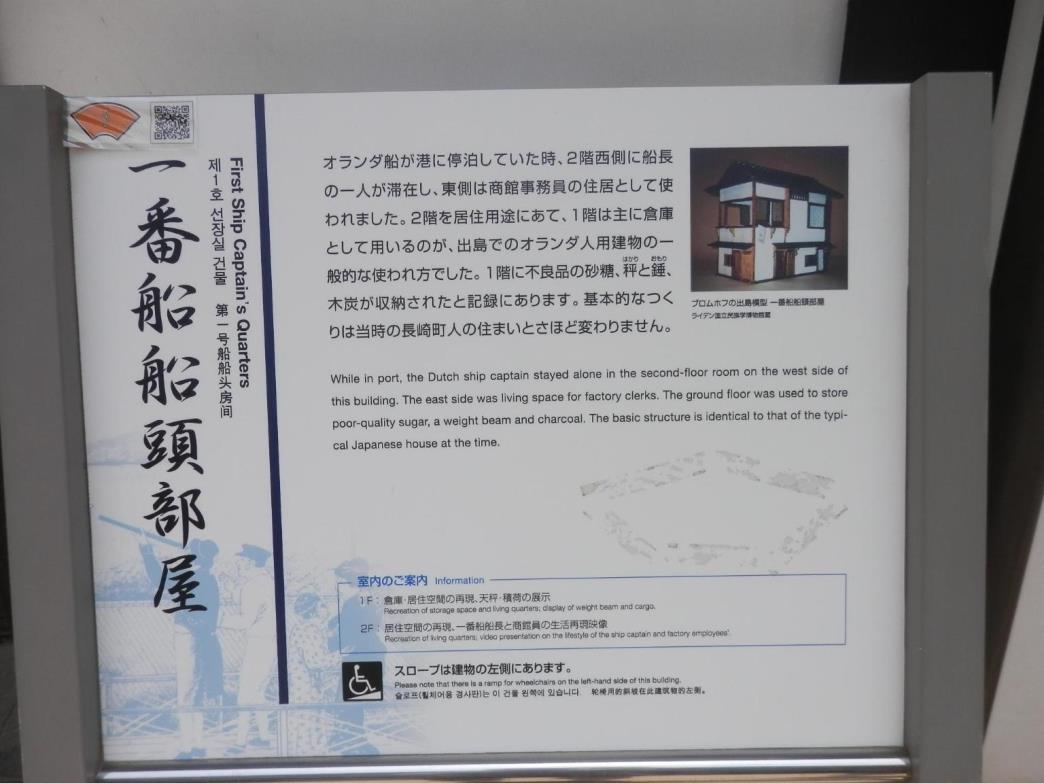 一番船船頭部屋
First Ship Captain's Quarters
제1호 선장실 건물 第一号船船头房间
オランダ船が港に停泊していた時、2階西側に船長
の一人が滞在し、東側は商館事務員の住居として使
われました。2階を居住用途にあて、1階は主に倉庫
として用いるのが、出島でのオランダ人用建物の一
般的な使われ方でした。1階に不良品の砂糖、秤と錘、
はかり おもり
木炭が収納されたと記録にあります。基本的なつく
りは当時の長崎町人の住まいとさほど変わりません。
ブロムホフの出島模型 一番船船頭部屋
ライデン国立民族学博物館蔵
While in port, the Dutch ship captain stayed alone in the second-floor room on the west side of
this building. The east side was living space for factory clerks. The ground floor was used to store
poor-quality sugar, a weight beam and charcoal. The basic structure is identical to that of the typi-
cal Japanese house at the time.
室内のご案内 Information
1F：倉庫・居住空間の再現、天秤・積荷の展示
Recreation of storage space and living quarters; display of weight beam and cargo.
2F：居住空間の再現、一番船船長と商館員の生活再現映像
Recreation of living quarters; video presentation on the lifestyle of the ship captain and factory employees'.
スロープは建物の左側にあります。
Please note that there is a ramp for wheelchairs on the left-hand side of this building.
슬로프(휠체어용 경사판)는 이 건물 왼쪽에 있습니다. 轮椅用的斜坡在此建筑物的左侧。